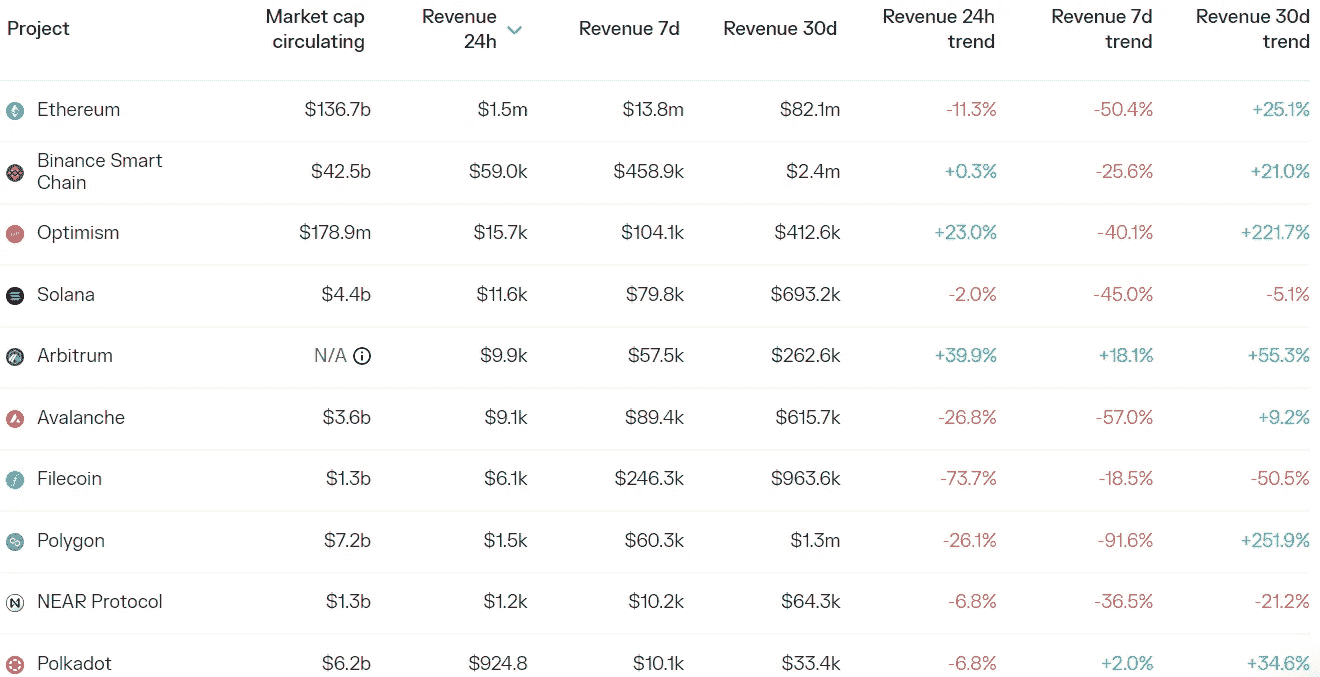 Project Market cap circulating Revenue 24h Revenue 7d Revenue 30d Revenue 24h trend Revenue 7d trend Revenue 30d trend
Ethereum $136.7b $1.5m $13.8m $82.1m -11.3% -50.4% +25.1%
Binance Smart Chain $42.5b $59.0k $458.9k $2.4m +0.3% -25.6% +21.0%
Optimism $178.9m $15.7k $104.1k $412.6k +23.0% -40.1% +221.7%
Solana $4.4b $11.6k $79.8k $693.2k -2.0% -45.0% -5.1%
Arbitrum N/A $9.9k $57.5k $262.6k +39.9% +18.1% +55.3%
Avalanche $3.6b $9.1k $89.4k $615.7k -26.8% -57.0% +9.2%
Filecoin $1.3b $6.1k $246.3k $963.6k -73.7% -18.5% -50.5%
Polygon $7.2b $1.5k $60.3k $1.3m -26.1% -91.6% +251.9%
NEAR Protocol $1.3b $1.2k $10.2k $64.3k -6.8% -36.5% -21.2%
Polkadot $6.2b $924.8 $10.1k $33.4k -6.8% +2.0% +34.6%